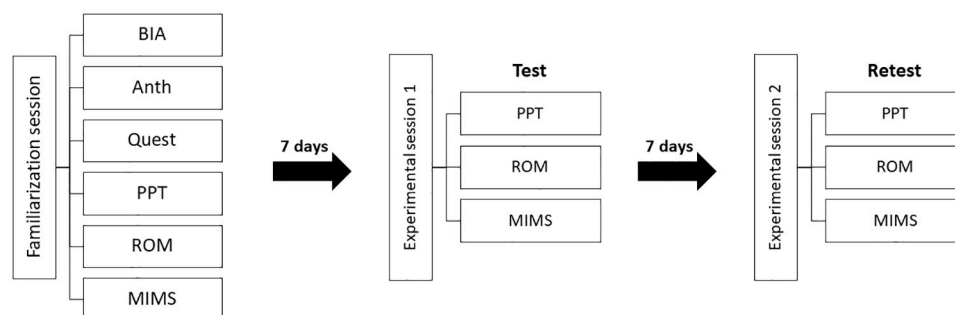 Familiarization session
BIA
Anth
Quest
PPT
ROM
MIMS
7 days
Experimental session 1
Test
PPT
ROM
MIMS
7 days
Experimental session 2
Retest
PPT
ROM
MIMS